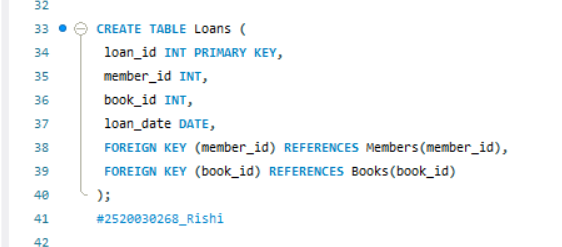 32
33 CREATE TABLE Loans (
34 loan_id INT PRIMARY KEY,
35 member_id INT,
36 book_id INT,
37 loan_date DATE,
38 FOREIGN KEY (member_id) REFERENCES Members(member_id),
39 FOREIGN KEY (book_id) REFERENCES Books(book_id)
40 );
41 #2520030268_Rishi
42